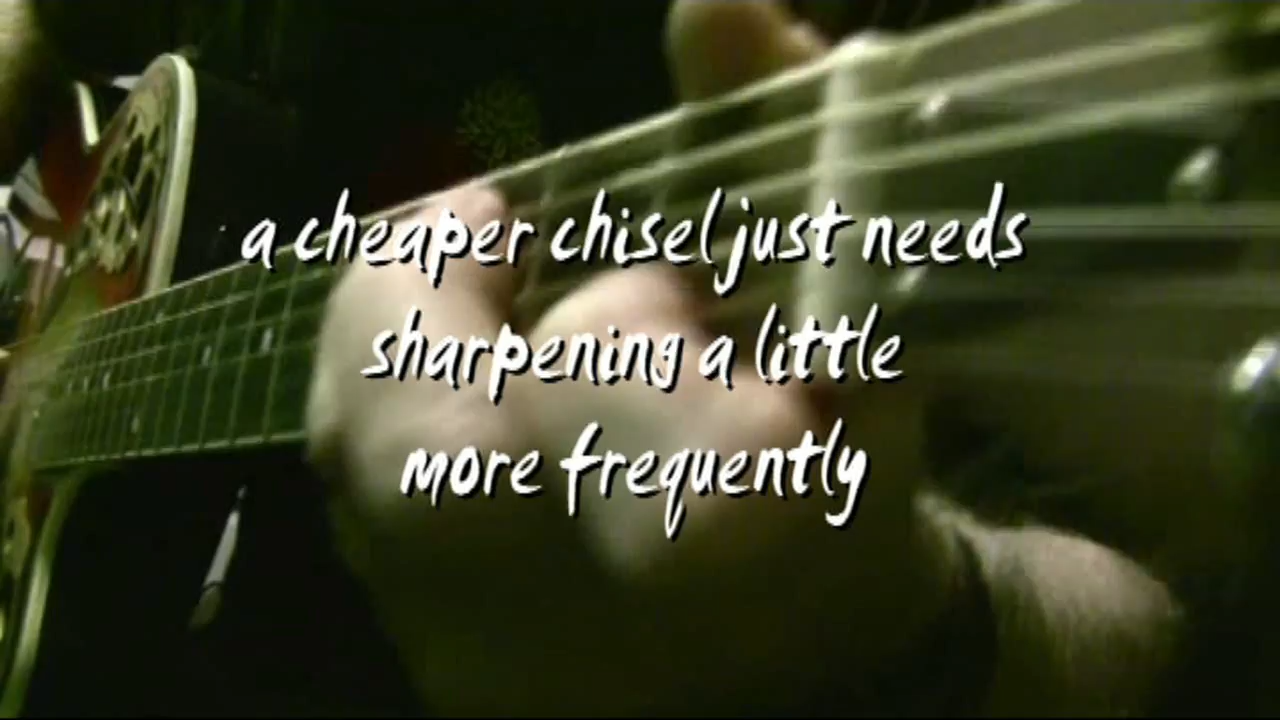 a cheaper chisel just needs
sharpening a little
more frequently